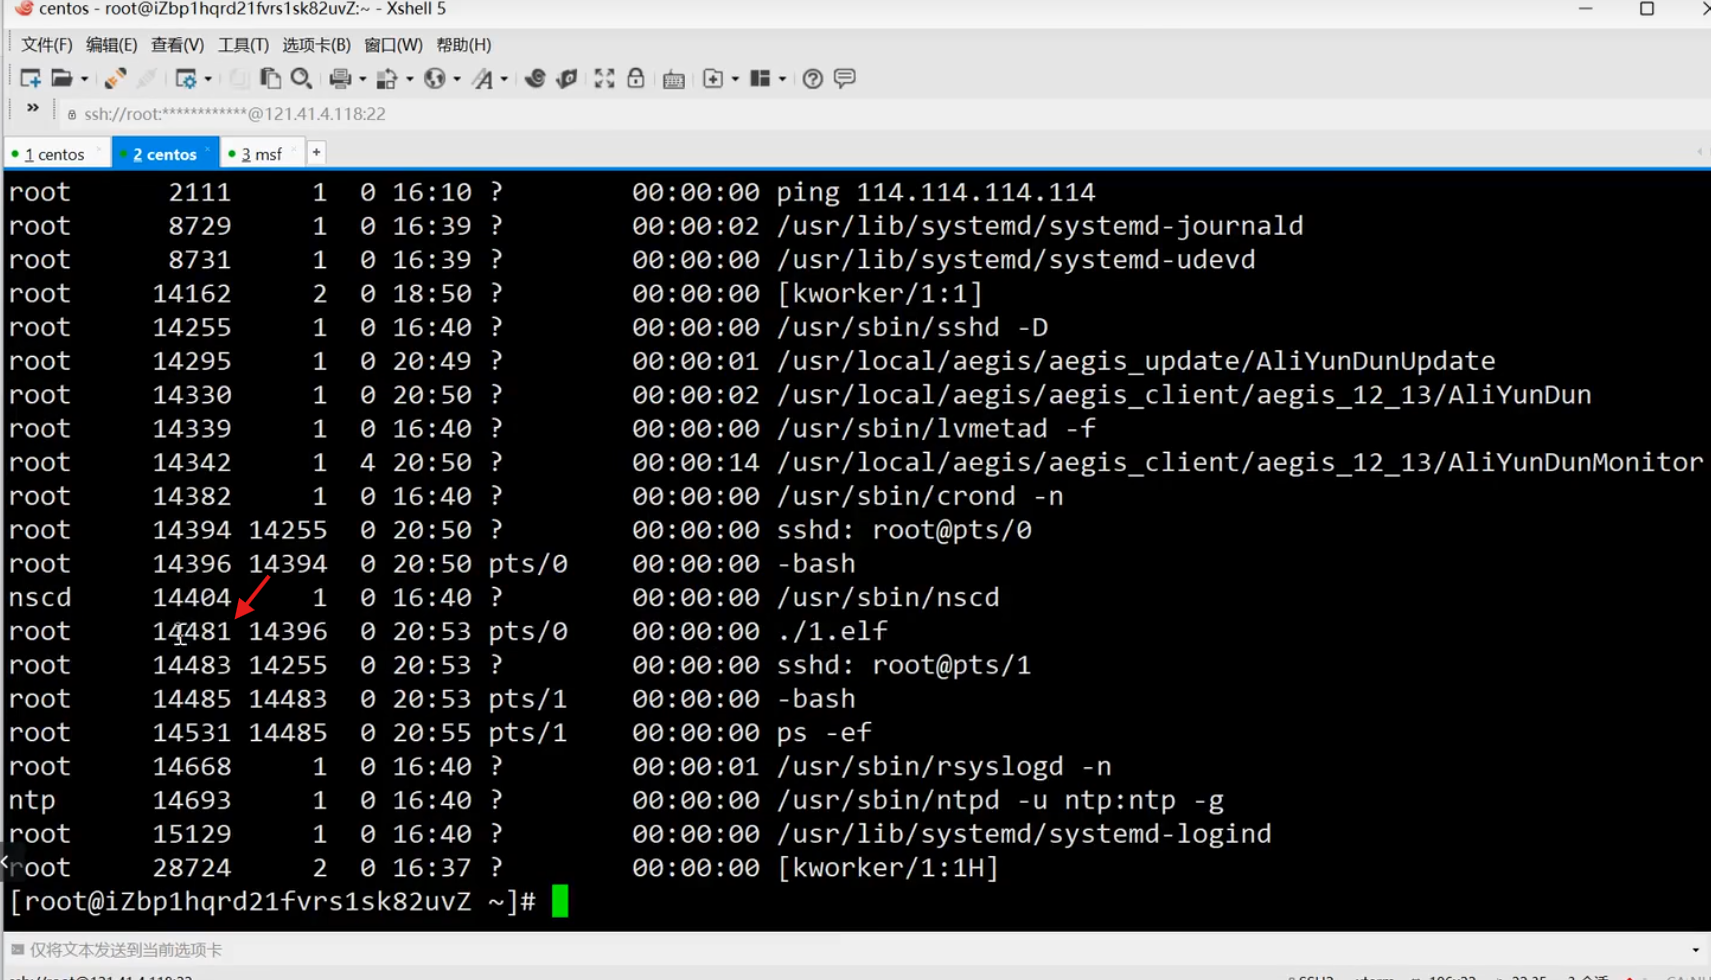 centos - root@iZbp1hqrd21fvrs1sk82uvZ:~ - Xshell 5
文件(F) 编辑(E) 查看(V) 工具(T) 选项卡(B) 窗口(W) 帮助(H)
» ssh://root:************@121.41.4.118:22
1 centos 2 centos 3 msf +
root 2111 1 0 16:10 ? 00:00:00 ping 114.114.114.114
root 8729 1 0 16:39 ? 00:00:02 /usr/lib/systemd/systemd-journald
root 8731 1 0 16:39 ? 00:00:00 /usr/lib/systemd/systemd-udevd
root 14162 2 0 18:50 ? 00:00:00 [kworker/1:1]
root 14255 1 0 16:40 ? 00:00:00 /usr/sbin/sshd -D
root 14295 1 0 20:49 ? 00:00:01 /usr/local/aegis/aegis_update/AliYunDunUpdate
root 14330 1 0 20:50 ? 00:00:02 /usr/local/aegis/aegis_client/aegis_12_13/AliYunDun
root 14339 1 0 16:40 ? 00:00:00 /usr/sbin/lvmetad -f
root 14342 1 4 20:50 ? 00:00:14 /usr/local/aegis/aegis_client/aegis_12_13/AliYunDunMonitor
root 14382 1 0 16:40 ? 00:00:00 /usr/sbin/crond -n
root 14394 14255 0 20:50 ? 00:00:00 sshd: root@pts/0
root 14396 14394 0 20:50 pts/0 00:00:00 -bash
nscd 14404 1 0 16:40 ? 00:00:00 /usr/sbin/nscd
root 14481 14396 0 20:53 pts/0 00:00:00 ./1.elf
root 14483 14255 0 20:53 ? 00:00:00 sshd: root@pts/1
root 14485 14483 0 20:53 pts/1 00:00:00 -bash
root 14531 14485 0 20:55 pts/1 00:00:00 ps -ef
root 14668 1 0 16:40 ? 00:00:01 /usr/sbin/rsyslogd -n
ntp 14693 1 0 16:40 ? 00:00:00 /usr/sbin/ntpd -u ntp:ntp -g
root 15129 1 0 16:40 ? 00:00:00 /usr/lib/systemd/systemd-logind
root 28724 2 0 16:37 ? 00:00:00 [kworker/1:1H]
[root@iZbp1hqrd21fvrs1sk82uvZ ~]#
仅将文本发送到当前选项卡